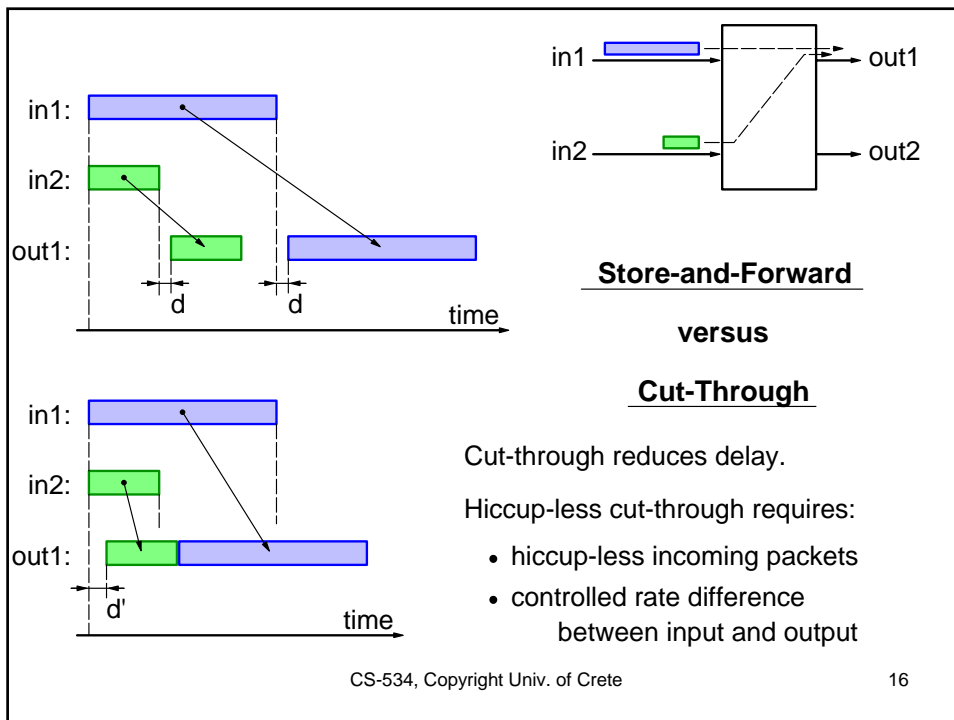 in1:
in2:
out1:
d
d
time
in1
out1
in2
out2
Store-and-Forward
versus
Cut-Through
in1:
in2:
out1:
d'
time
Cut-through reduces delay.
Hiccup-less cut-through requires:
• hiccup-less incoming packets
• controlled rate difference
between input and output
CS-534, Copyright Univ. of Crete
16